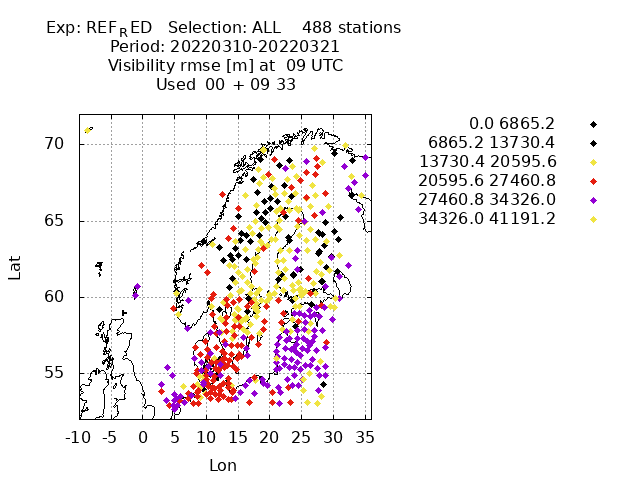 Exp: REFRED Selection: ALL 488 stations
Period: 20220310-20220321
Visibility rmse [m] at 09 UTC
Used 00 + 09 33
0.0 6865.2
6865.2 13730.4
13730.4 20595.6
20595.6 27460.8
27460.8 34326.0
34326.0 41191.2
70
65
60
55
Lat
-10 -5 0 5 10 15 20 25 30 35
Lon